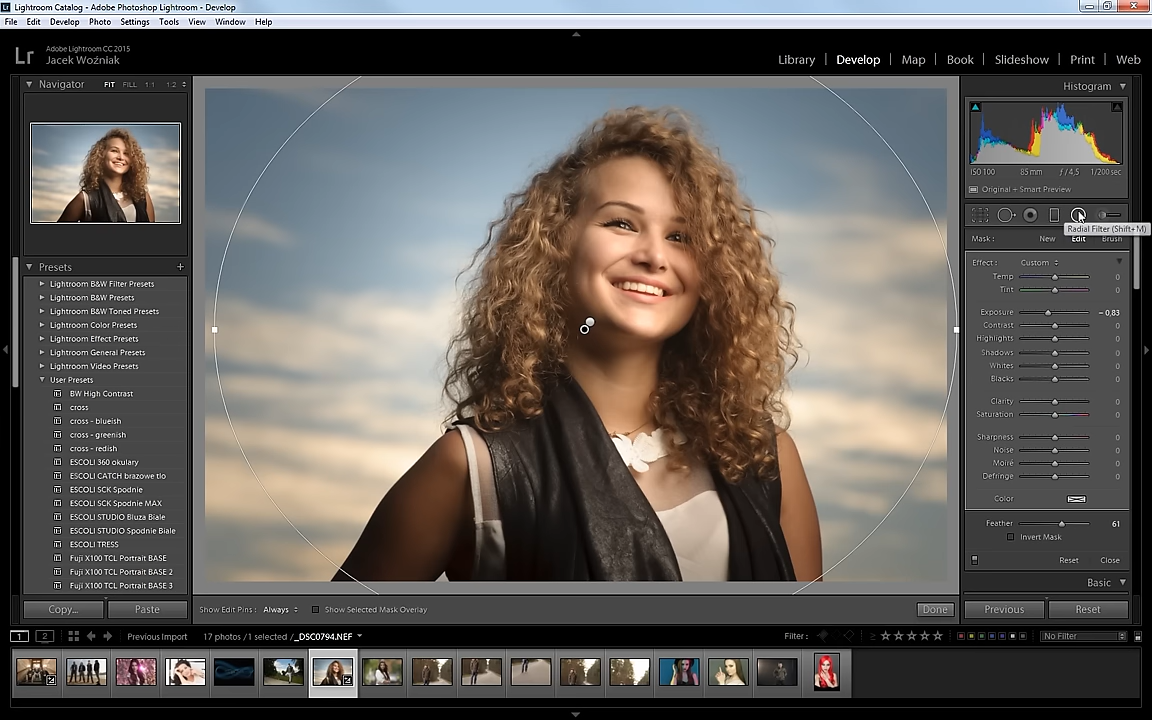 Lightroom Catalog - Adobe Photoshop Lightroom - Develop
File Edit Develop Photo Settings Tools View Window Help
Lr
Adobe Lightroom CC 2015
Jacek Woźniak
Library | Develop | Map | Book | Slideshow | Print | Web
Navigator FIT FILL 1:1 1:2
Presets +
Lightroom B&W Filter Presets
Lightroom B&W Presets
Lightroom B&W Toned Presets
Lightroom Color Presets
Lightroom Effect Presets
Lightroom General Presets
Lightroom Video Presets
User Presets
BW High Contrast
cross
cross - blueish
cross - greenish
cross - redish
ESCOLI 360 okulary
ESCOLI CATCH brazowe tlo
ESCOLI SCK Spodnie
ESCOLI SCK Spodnie MAX
ESCOLI STUDIO Bluza Biale
ESCOLI STUDIO Spodnie Biale
ESCOLI TRESS
Fuji X100 TCL Portrait BASE
Fuji X100 TCL Portrait BASE 2
Fuji X100 TCL Portrait BASE 3
Copy... Paste
Histogram
ISO 100 85 mm ƒ / 4,5 1/200 sec
Original + Smart Preview
Radial Filter (Shift+M)
Mask : New Edit Brush
Effect : Custom
Temp 0
Tint 0
Exposure – 0,83
Contrast 0
Highlights 0
Shadows 0
Whites 0
Blacks 0
Clarity 0
Saturation 0
Sharpness 0
Noise 0
Moiré 0
Defringe 0
Color
Feather 61
Invert Mask
Reset Close
Basic
Previous Reset
Show Edit Pins : Always Show Selected Mask Overlay Done
1 2 Previous Import 17 photos / 1 selected / _DSC0794.NEF Filter : No Filter